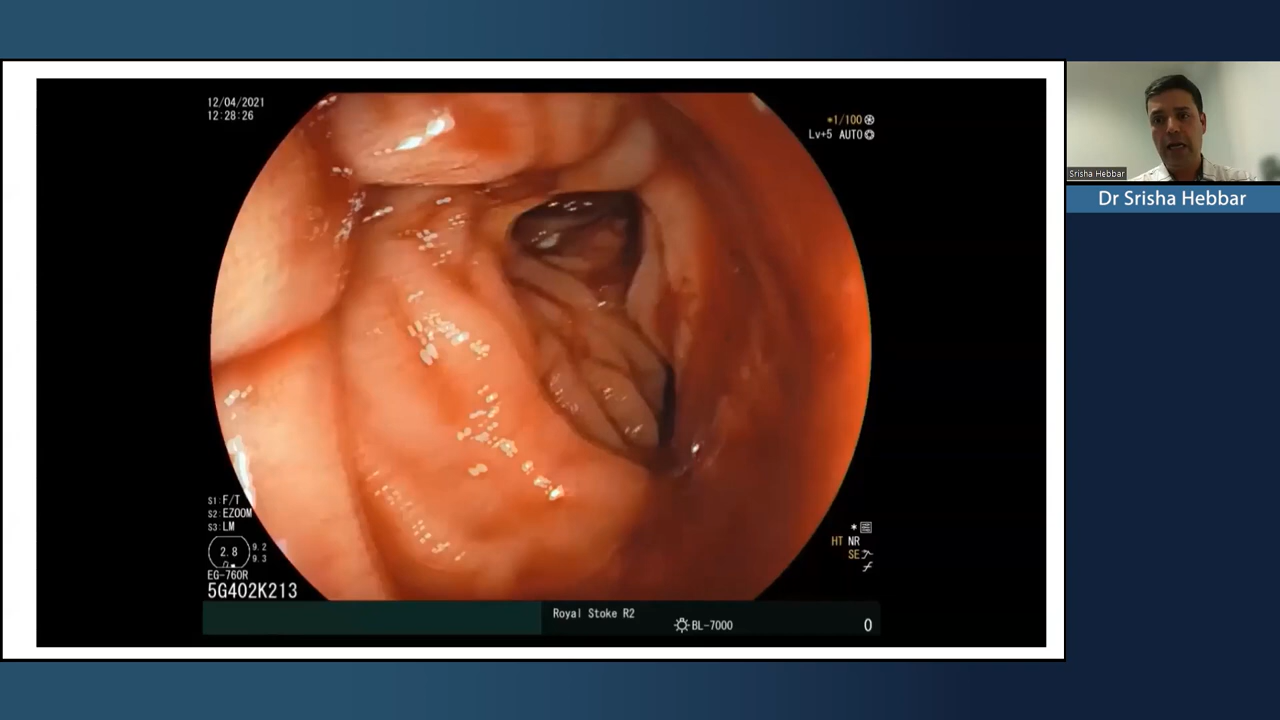 12/04/2021
12:28:26
*1/100
Lv+5 AUTO
S1:F/T
S2:EZOOM
S3:LM
2.8
9.2
9.3
EG-760R
5G402K213
HT NR
SE
Royal Stoke R2
BL-7000
0
Srisha Hebbar
Dr Srisha Hebbar